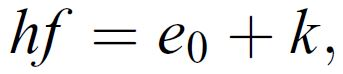 hf = e₀ + k,